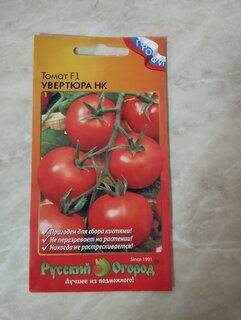 Томат F1
УВЕРТЮРА НК
✓Пригоден для сбора кистями!
✓Не перезревает на растении!
✓Никогда не растрескивается!
Since 1991
Русский Огород
Лучшее из возможного!